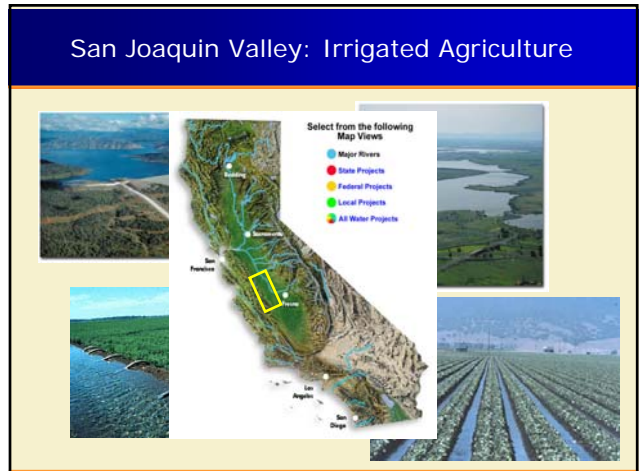 San Joaquin Valley: Irrigated Agriculture
Select from the following
Map Views
Major Rivers
State Projects
Federal Projects
Local Projects
All Water Projects
Redding
Sacramento
San
Francisco
Fresno
Los
Angeles
San
Diego